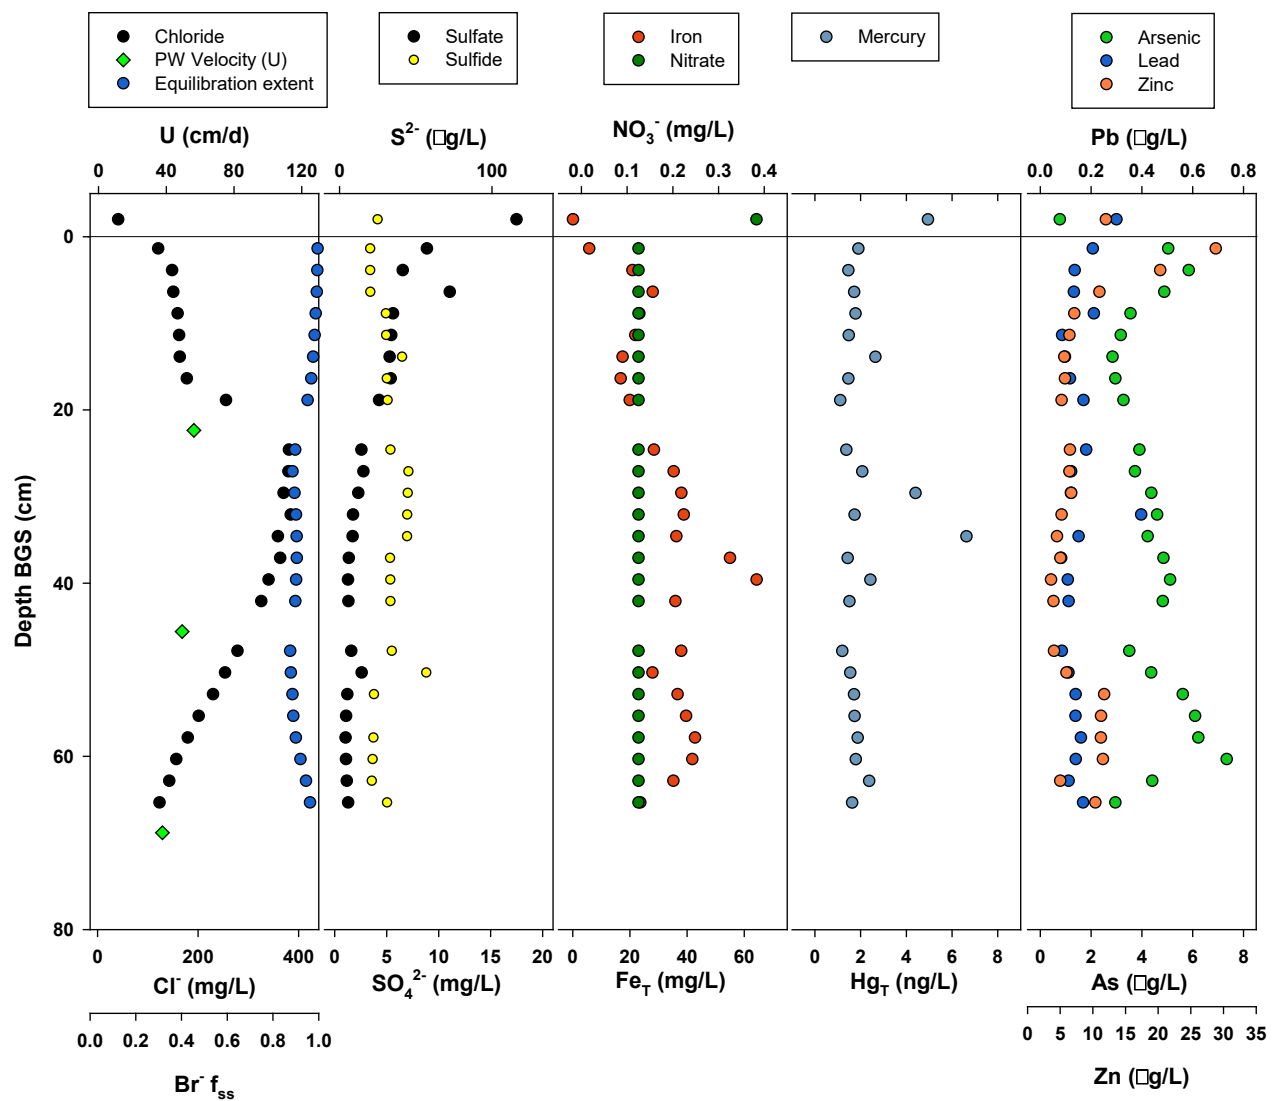 Chloride
PW Velocity (U)
Equilibration extent
Sulfate
Sulfide
Iron
Nitrate
Mercury
Arsenic
Lead
Zinc
U (cm/d)
S²⁻ (□g/L)
NO₃⁻ (mg/L)
Pb (□g/L)
0 40 80 120
0 100
0.0 0.1 0.2 0.3 0.4
0.0 0.2 0.4 0.6 0.8
Depth BGS (cm)
0
20
40
60
80
0 200 400
0 5 10 15 20
0 20 40 60
0 2 4 6 8
0 2 4 6 8
Cl⁻ (mg/L)
SO₄²⁻ (mg/L)
Fe_T (mg/L)
Hg_T (ng/L)
As (□g/L)
0.0 0.2 0.4 0.6 0.8 1.0
0 5 10 15 20 25 30 35
Br⁻ f_ss
Zn (□g/L)